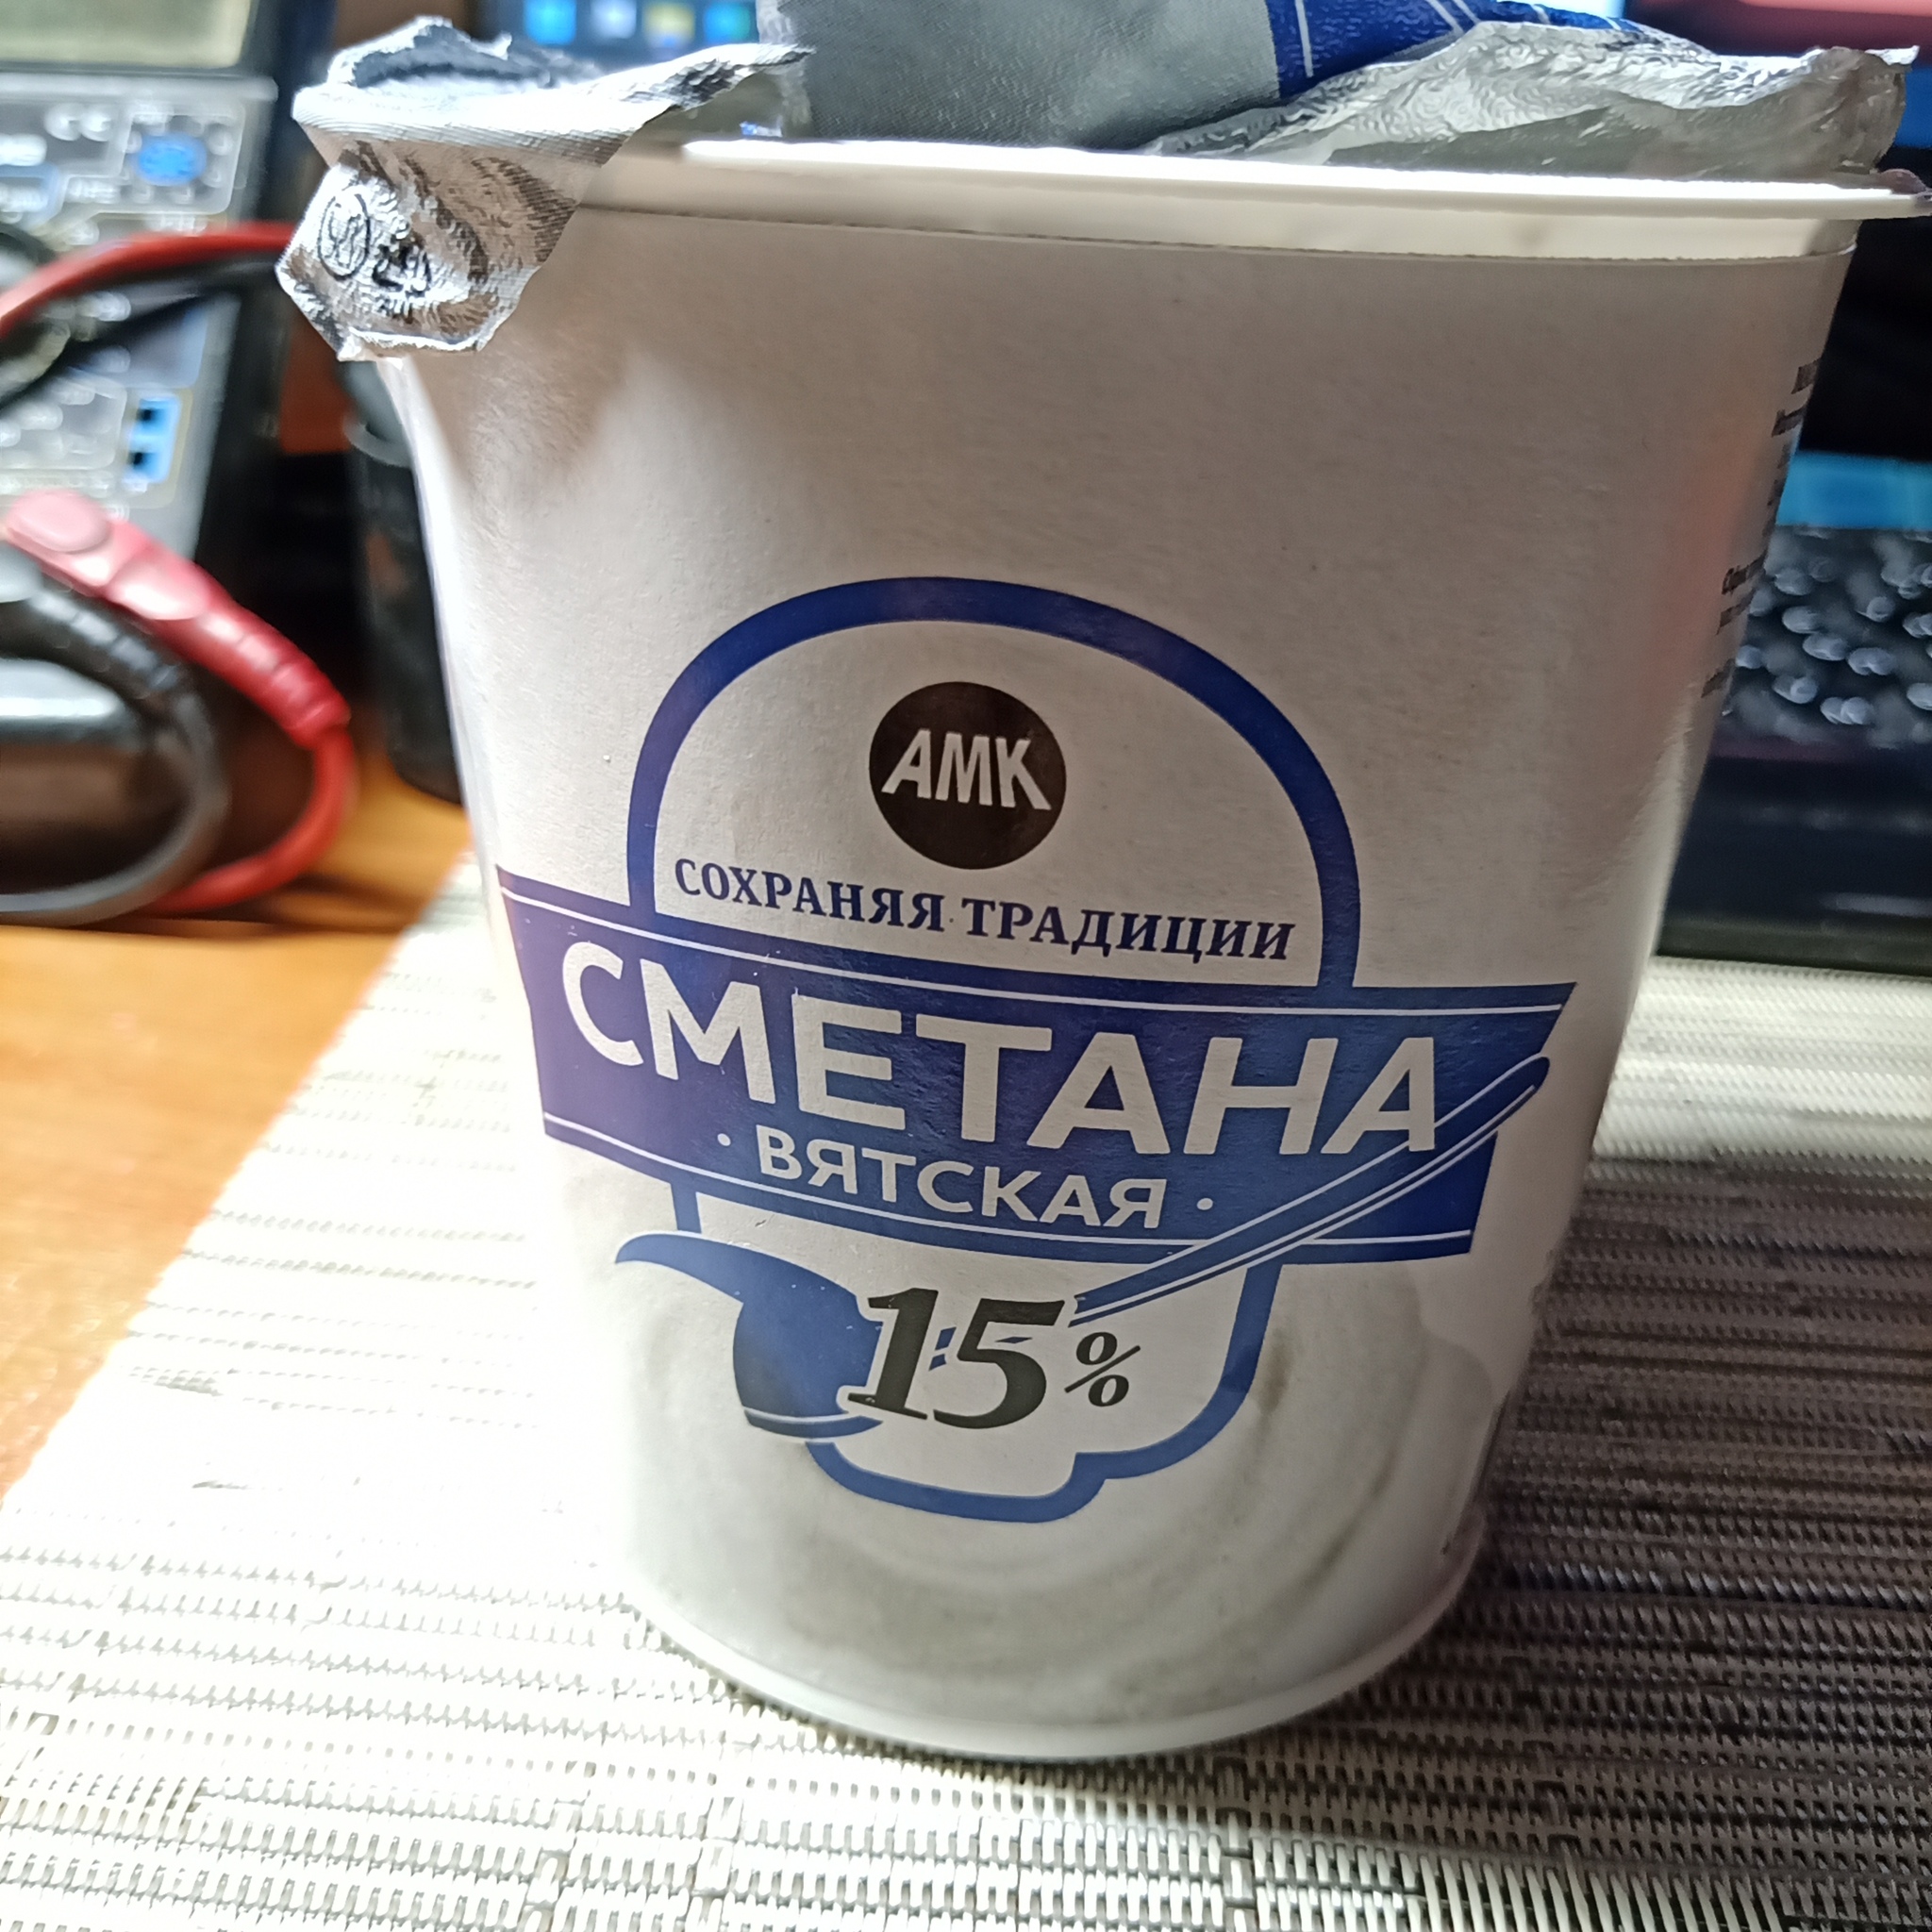 АМК
СОХРАНЯЯ ТРАДИЦИИ
СМЕТАНА
· ВЯТСКАЯ ·
15%